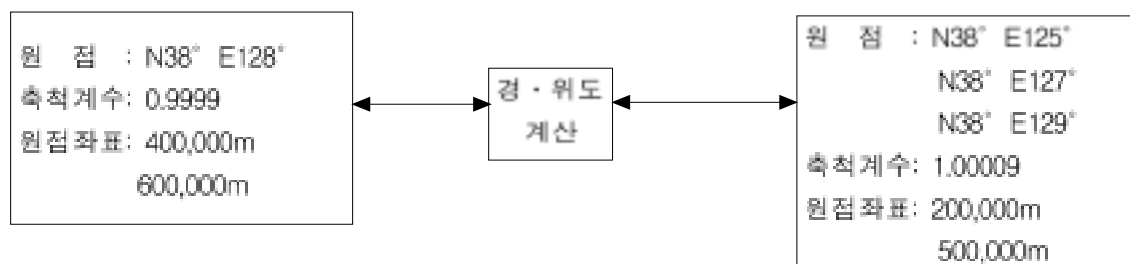 원 점 : N38° E128°
축척계수: 0.9999
원점좌표: 400,000m
600,000m
경·위도
계산
원 점 : N38° E125°
N38° E127°
N38° E129°
축척계수: 1.00009
원점좌표: 200,000m
500,000m